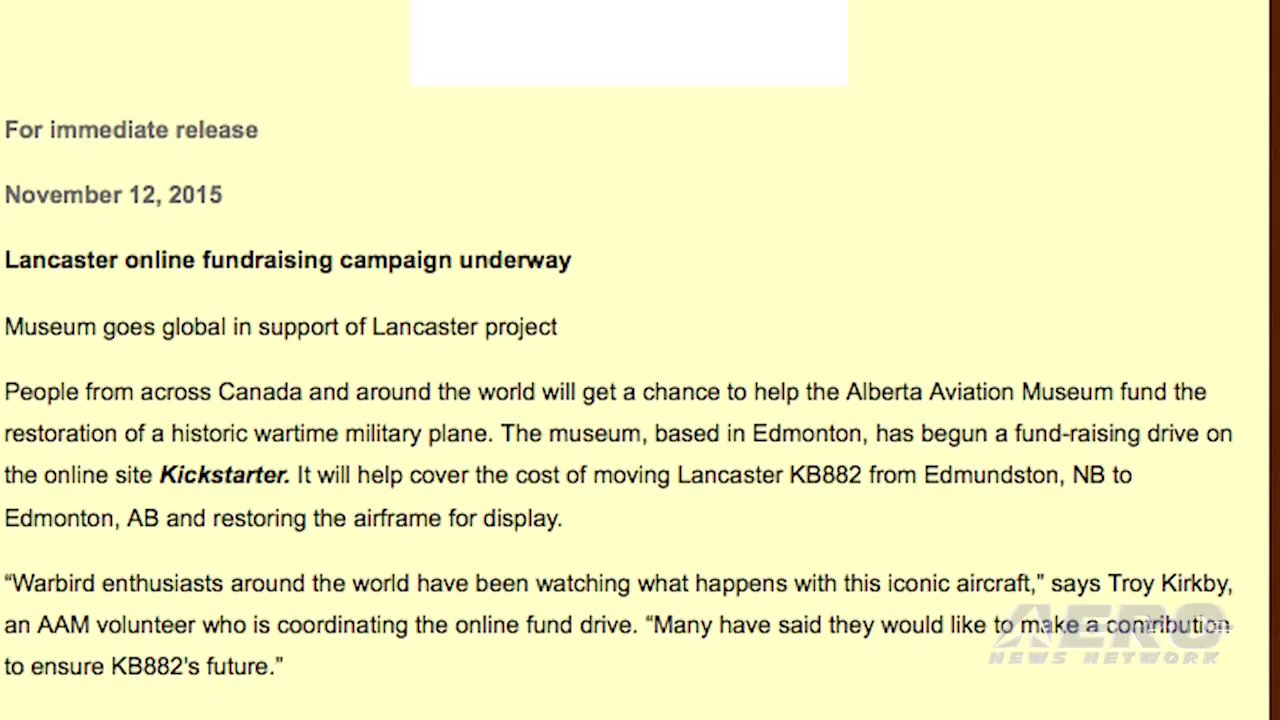 For immediate release
November 12, 2015
Lancaster online fundraising campaign underway
Museum goes global in support of Lancaster project
People from across Canada and around the world will get a chance to help the Alberta Aviation Museum fund the
restoration of a historic wartime military plane. The museum, based in Edmonton, has begun a fund-raising drive on
the online site Kickstarter. It will help cover the cost of moving Lancaster KB882 from Edmundston, NB to
Edmonton, AB and restoring the airframe for display.
“Warbird enthusiasts around the world have been watching what happens with this iconic aircraft,” says Troy Kirkby,
an AAM volunteer who is coordinating the online fund drive. “Many have said they would like to make a contribution
to ensure KB882's future.”
AERO
NEWS NETWORK